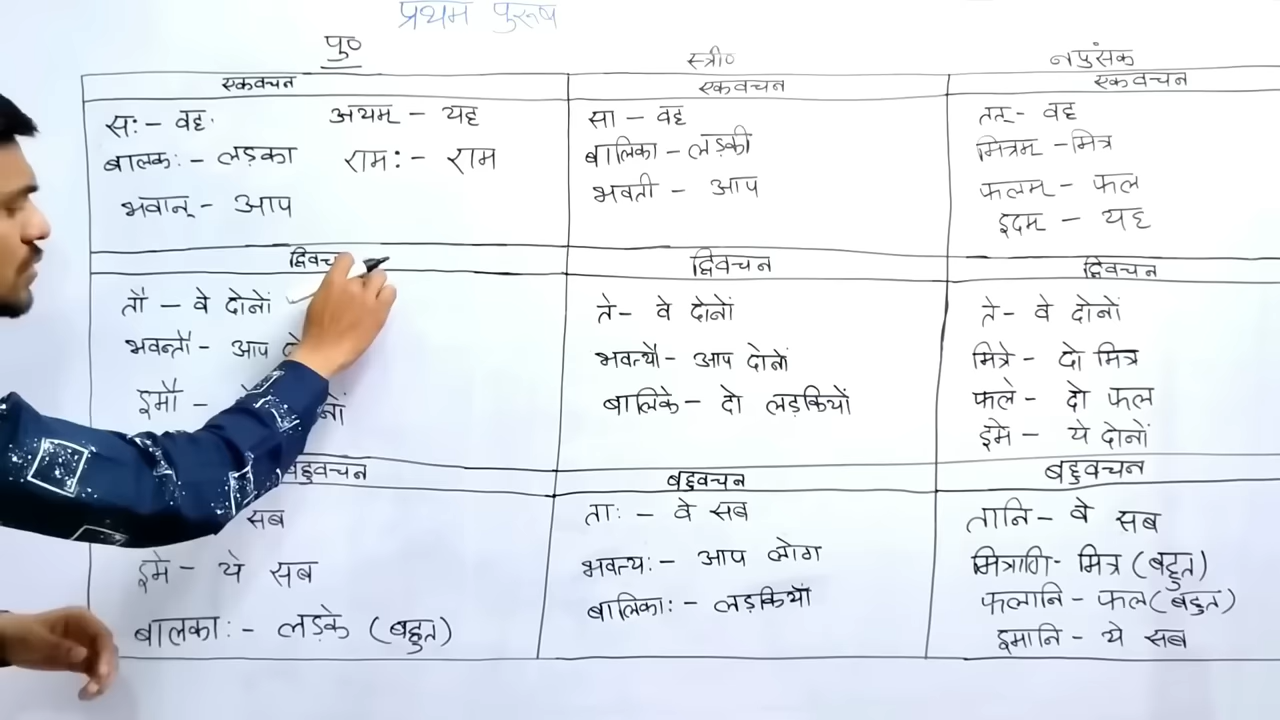 प्रथम पुरूष
पु०
स्त्री०
नपुंसक
एकवचन
सः - वह
अयम् - यह
बालकः - लड़का
रामः - राम
भवान् - आप
एकवचन
सा - वह
बालिका - लड़की
भवती - आप
एकवचन
तत् - वह
मित्रम् - मित्र
फलम् - फल
इदम् - यह
तौ - वे दोनों
भवन्तौ - आप
इमौ -
द्विवचन
ते - वे दोनों
भवत्यौ - आप दोनों
बालिके - दो लड़कियों
द्विवचन
ते - वे दोनों
मित्रे - दो मित्र
फले - दो फल
इमे - ये दोनों
बहुवचन
सब
इमे - ये सब
बालकाः - लड़के (बहुत)
बहुवचन
ताः - वे सब
भवत्यः - आप लोग
बालिकाः - लड़कियाँ
बहुवचन
तानि - वे सब
मित्राणि - मित्र (बहुत)
फलानि - फल (बहुत)
इमानि - ये सब